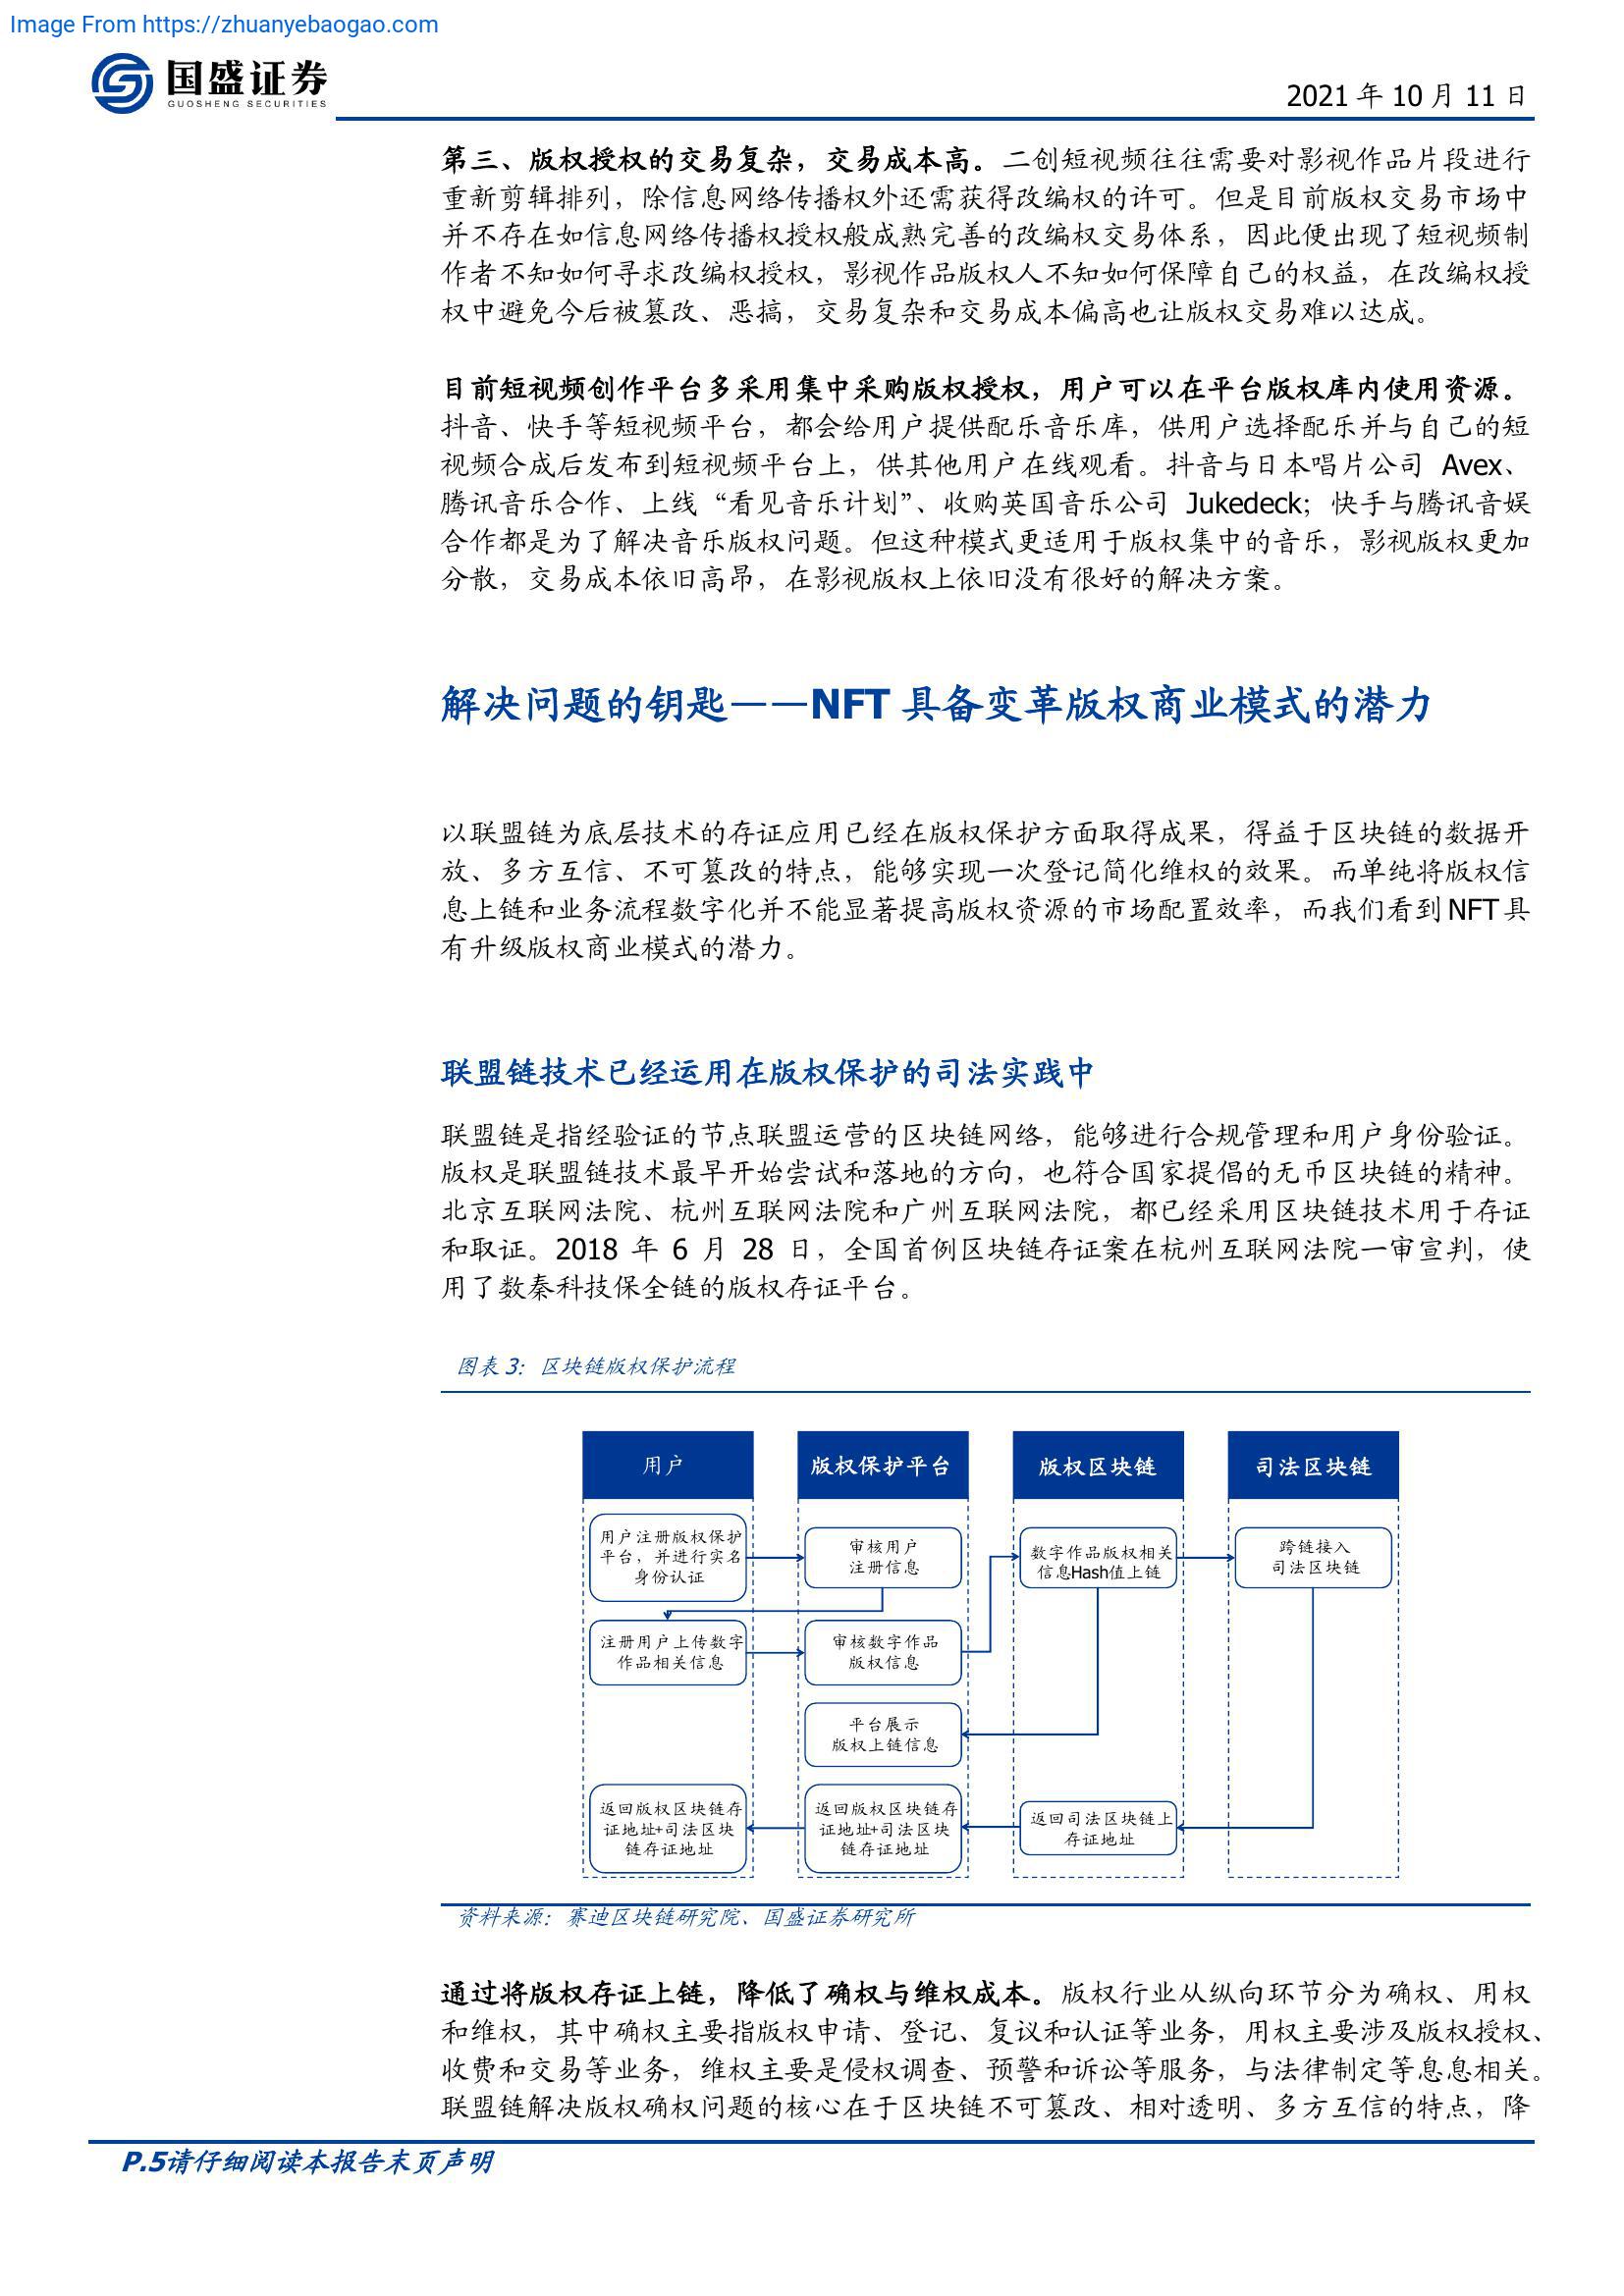 Image From https://zhuanyebaogao.com
国盛证券
GUOSHENG SECURITIES
2021 年 10 月 11 日
第三、版权授权的交易复杂，交易成本高。二创短视频往往需要对影视作品片段进行
重新剪辑排列，除信息网络传播权外还需获得改编权的许可。但是目前版权交易市场中
并不存在如信息网络传播权授权般成熟完善的改编权交易体系，因此便出现了短视频制
作者不知如何寻求改编权授权，影视作品版权人不知如何保障自己的权益，在改编权授
权中避免今后被篡改、恶搞，交易复杂和交易成本偏高也让版权交易难以达成。
目前短视频创作平台多采用集中采购版权授权，用户可以在平台版权库内使用资源。
抖音、快手等短视频平台，都会给用户提供配乐音乐库，供用户选择配乐并与自己的短
视频合成后发布到短视频平台上，供其他用户在线观看。抖音与日本唱片公司 Avex、
腾讯音乐合作、上线“看见音乐计划”、收购英国音乐公司 Jukedeck；快手与腾讯音娱
合作都是为了解决音乐版权问题。但这种模式更适用于版权集中的音乐，影视版权更加
分散，交易成本依旧高昂，在影视版权上依旧没有很好的解决方案。
解决问题的钥匙——NFT 具备变革版权商业模式的潜力
以联盟链为底层技术的存证应用已经在版权保护方面取得成果，得益于区块链的数据开
放、多方互信、不可篡改的特点，能够实现一次登记简化维权的效果。而单纯将版权信
息上链和业务流程数字化并不能显著提高版权资源的市场配置效率，而我们看到 NFT 具
有升级版权商业模式的潜力。
联盟链技术已经运用在版权保护的司法实践中
联盟链是指经验证的节点联盟运营的区块链网络，能够进行合规管理和用户身份验证。
版权是联盟链技术最早开始尝试和落地的方向，也符合国家提倡的无币区块链的精神。
北京互联网法院、杭州互联网法院和广州互联网法院，都已经采用区块链技术用于存证
和取证。2018 年 6 月 28 日，全国首例区块链存证案在杭州互联网法院一审宣判，使
用了数秦科技保全链的版权存证平台。
图表 3：区块链版权保护流程
用户
版权保护平台
版权区块链
司法区块链
用户注册版权保护
平台，并进行实名
身份认证
审核用户
注册信息
数字作品版权相关
信息Hash值上链
跨链接入
司法区块链
注册用户上传数字
作品相关信息
审核数字作品
版权信息
平台展示
版权上链信息
返回版权区块链存
证地址+司法区块
链存证地址
返回版权区块链存
证地址+司法区块
链存证地址
返回司法区块链上
存证地址
资料来源：赛迪区块链研究院、国盛证券研究所
通过将版权存证上链，降低了确权与维权成本。版权行业从纵向环节分为确权、用权
和维权，其中确权主要指版权申请、登记、复议和认证等业务，用权主要涉及版权授权、
收费和交易等业务，维权主要是侵权调查、预警和诉讼等服务，与法律制定等息息相关。
联盟链解决版权确权问题的核心在于区块链不可篡改、相对透明、多方互信的特点，降
P.5请仔细阅读本报告末页声明